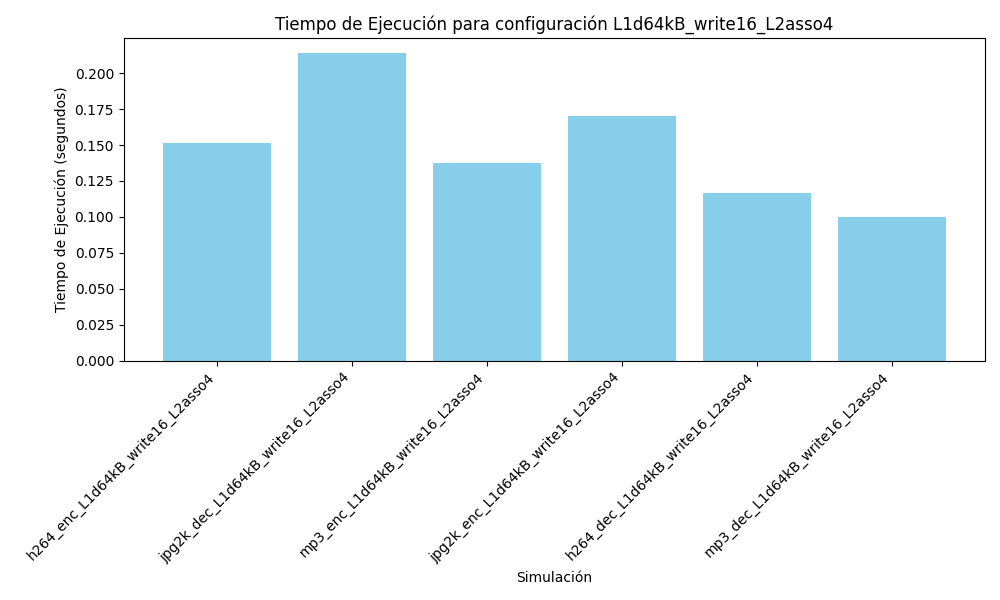 Tiempo de Ejecución para configuración L1d64kB_write16_L2asso4
Tiempo de Ejecución (segundos)
0.200
0.175
0.150
0.125
0.100
0.075
0.050
0.025
0.000
h264_enc_L1d64kB_write16_L2asso4
jpg2k_dec_L1d64kB_write16_L2asso4
mp3_enc_L1d64kB_write16_L2asso4
jpg2k_enc_L1d64kB_write16_L2asso4
h264_dec_L1d64kB_write16_L2asso4
mp3_dec_L1d64kB_write16_L2asso4
Simulación